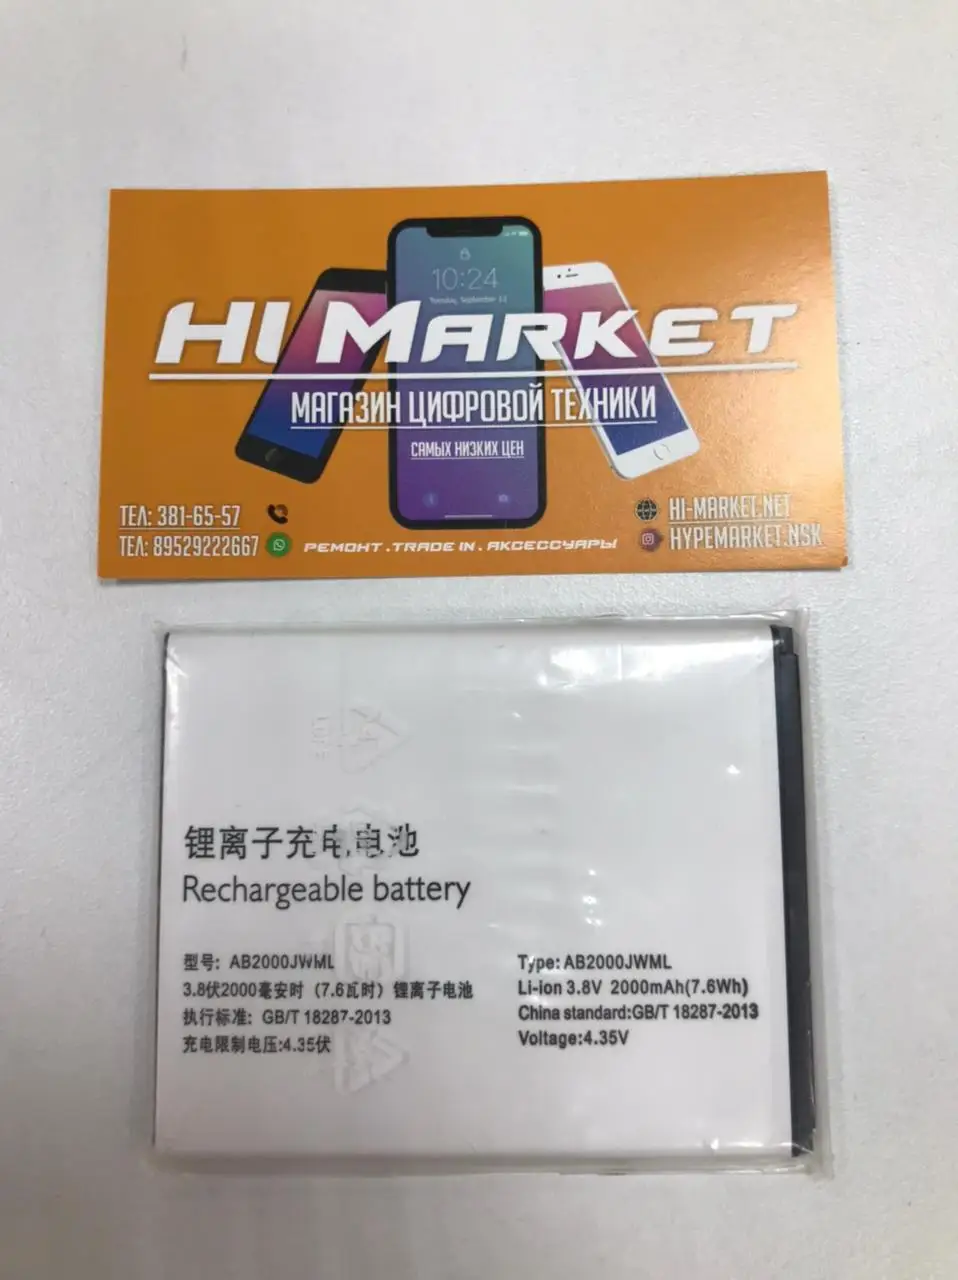 10:24
Tuesday, September 12
HI MARKET
МАГАЗИН ЦИФРОВОЙ ТЕХНИКИ
САМЫХ НИЗКИХ ЦЕН
ТЕЛ: 381-65-57
ТЕЛ: 89529222667
РЕМОНТ.TRADE IN.АКСЕССУАРЫ
HI-MARKET.NET
HYPEMARKET.NSK
锂离子充电电池
Rechargeable battery
型号: AB2000JWML
3.8伏2000毫安时（7.6瓦时）锂离子电池
执行标准: GB/T 18287-2013
充电限制电压:4.35伏
Type: AB2000JWML
Li-ion 3.8V 2000mAh(7.6Wh)
China standard:GB/T 18287-2013
Voltage:4.35V